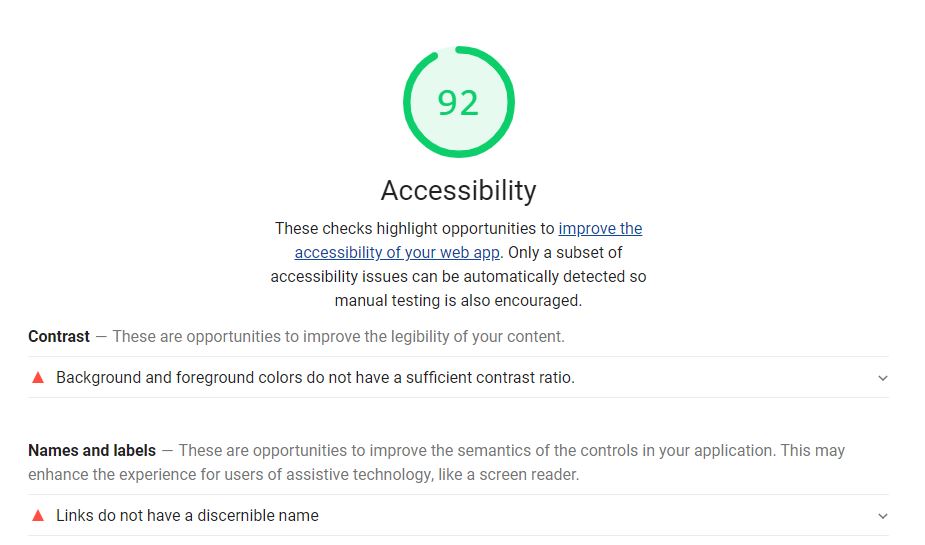 92
Accessibility
These checks highlight opportunities to improve the
accessibility of your web app. Only a subset of
accessibility issues can be automatically detected so
manual testing is also encouraged.
Contrast — These are opportunities to improve the legibility of your content.
Background and foreground colors do not have a sufficient contrast ratio.
Names and labels — These are opportunities to improve the semantics of the controls in your application. This may
enhance the experience for users of assistive technology, like a screen reader.
Links do not have a discernible name